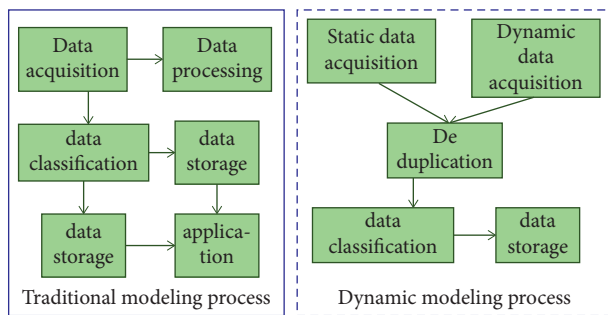 Data
acquisition
Data
processing
data
classification
data
storage
data
storage
applica-
tion
Traditional modeling process
Static data
acquisition
Dynamic
data
acquisition
De
duplication
data
classification
data
storage
Dynamic modeling process